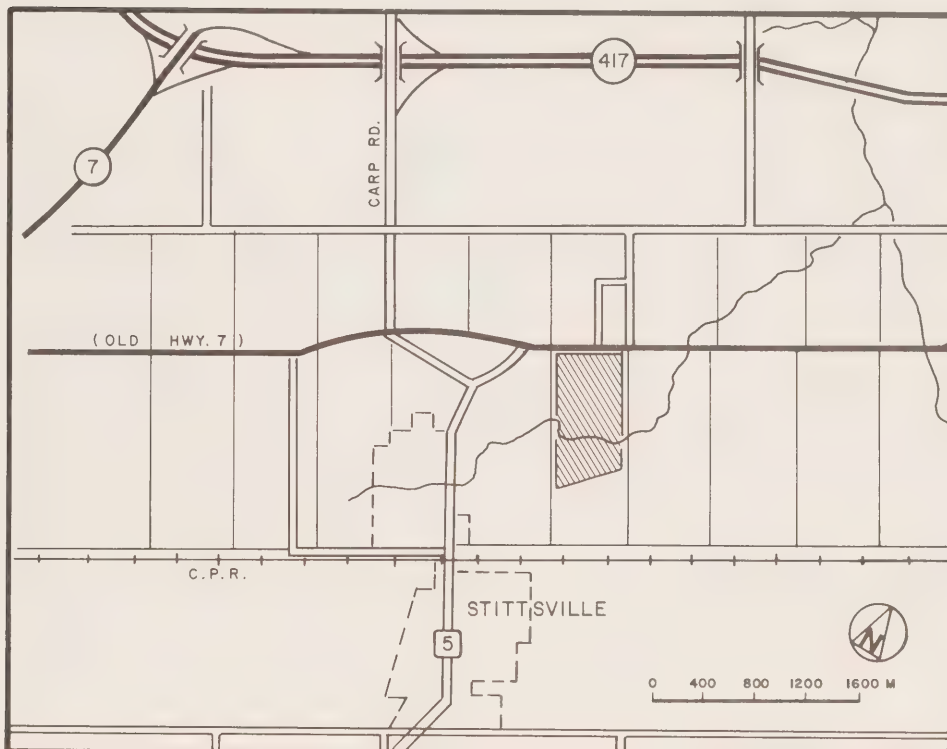 417
7
CARP RD.
(OLD HWY. 7)
C.P.R.
STITTSVILLE
5
N
0 400 800 1200 1600 M